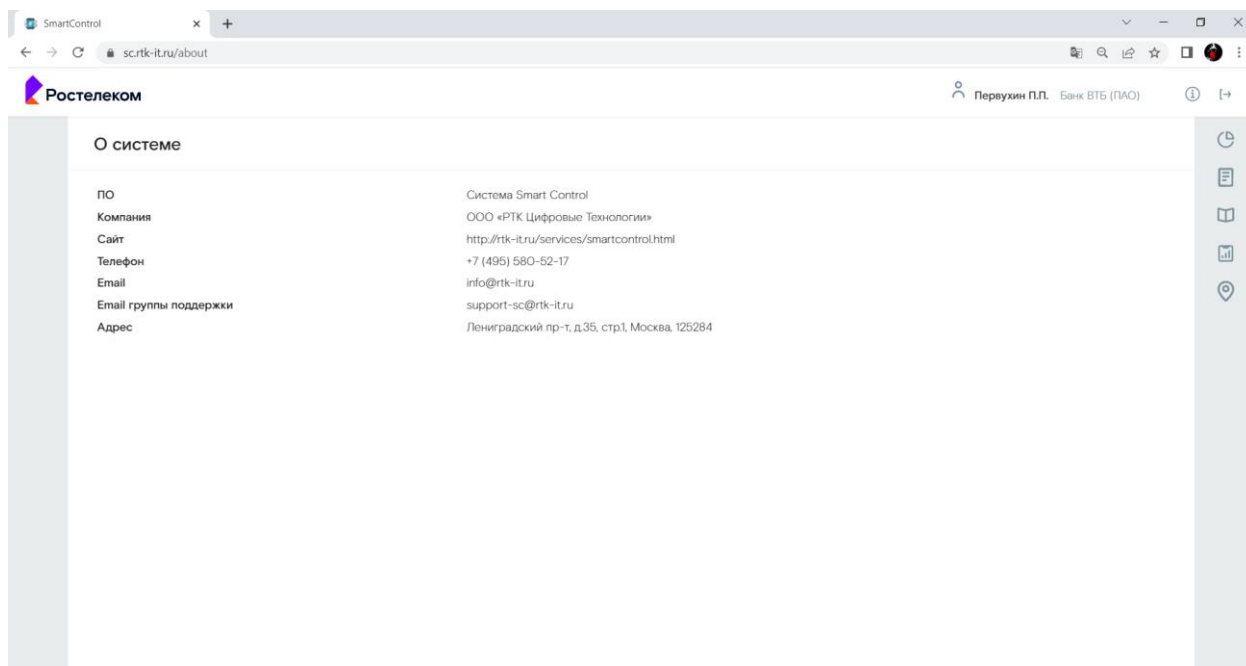 SmartControl
sc.rtk-it.ru/about
Ростелеком
Первухин П.П. Банк ВТБ (ПАО)
О системе
ПО Система Smart Control
Компания ООО «РТК Цифровые Технологии»
Сайт http://rtk-it.ru/services/smartcontrol.html
Телефон +7 (495) 580-52-17
Email info@rtk-it.ru
Email группы поддержки support-sc@rtk-it.ru
Адрес Лениградский пр-т, д.35, стр.1, Москва, 125284